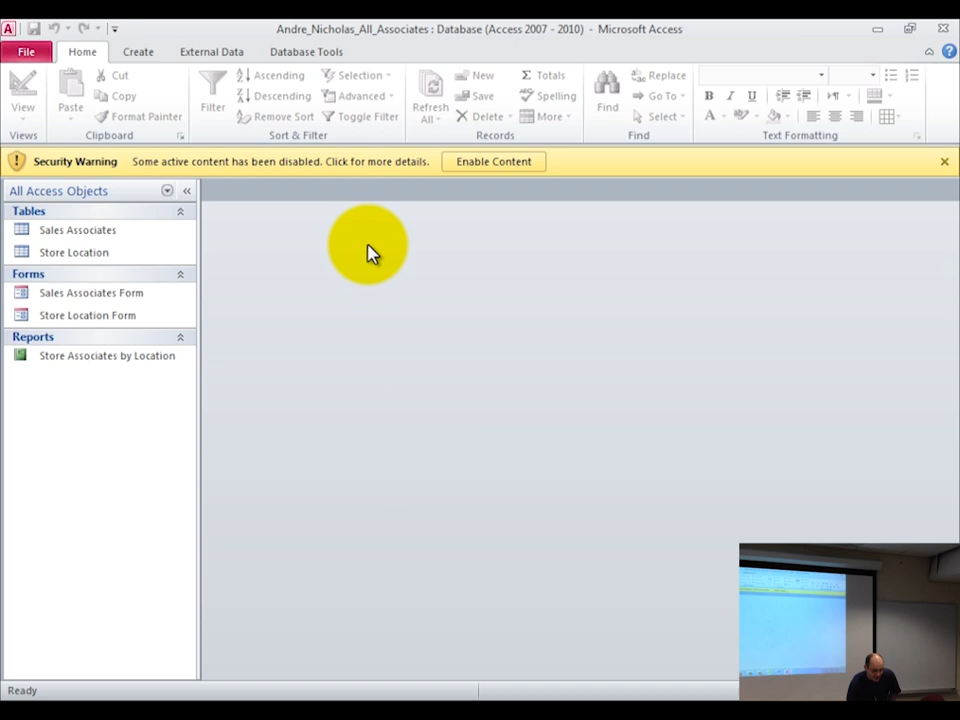 Andre_Nicholas_All_Associates : Database (Access 2007 - 2010) - Microsoft Access
File Home Create External Data Database Tools
View
Views
Paste
Cut
Copy
Format Painter
Clipboard
Filter
Ascending
Descending
Remove Sort
Selection
Advanced
Toggle Filter
Sort & Filter
Refresh
All
New
Save
Delete
Totals
Spelling
More
Records
Find
Replace
Go To
Select
Find
B I U
A
Text Formatting
Security Warning Some active content has been disabled. Click for more details. Enable Content
All Access Objects
Tables
Sales Associates
Store Location
Forms
Sales Associates Form
Store Location Form
Reports
Store Associates by Location
Ready